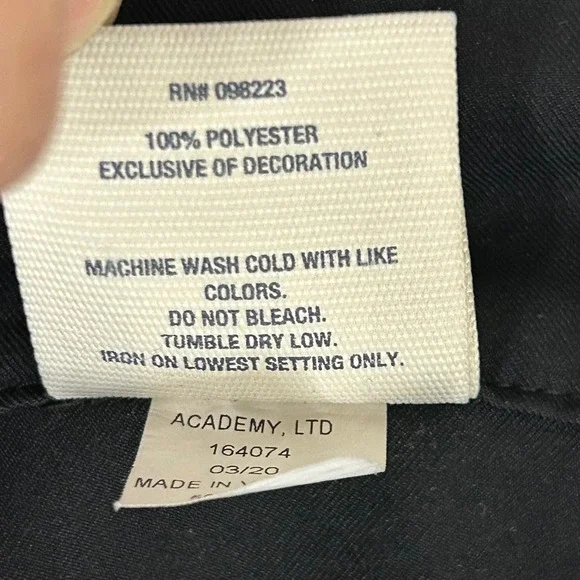 RN# 098223
100% POLYESTER
EXCLUSIVE OF DECORATION
MACHINE WASH COLD WITH LIKE
COLORS.
DO NOT BLEACH.
TUMBLE DRY LOW.
IRON ON LOWEST SETTING ONLY.
ACADEMY, LTD
164074
03/20
MADE IN